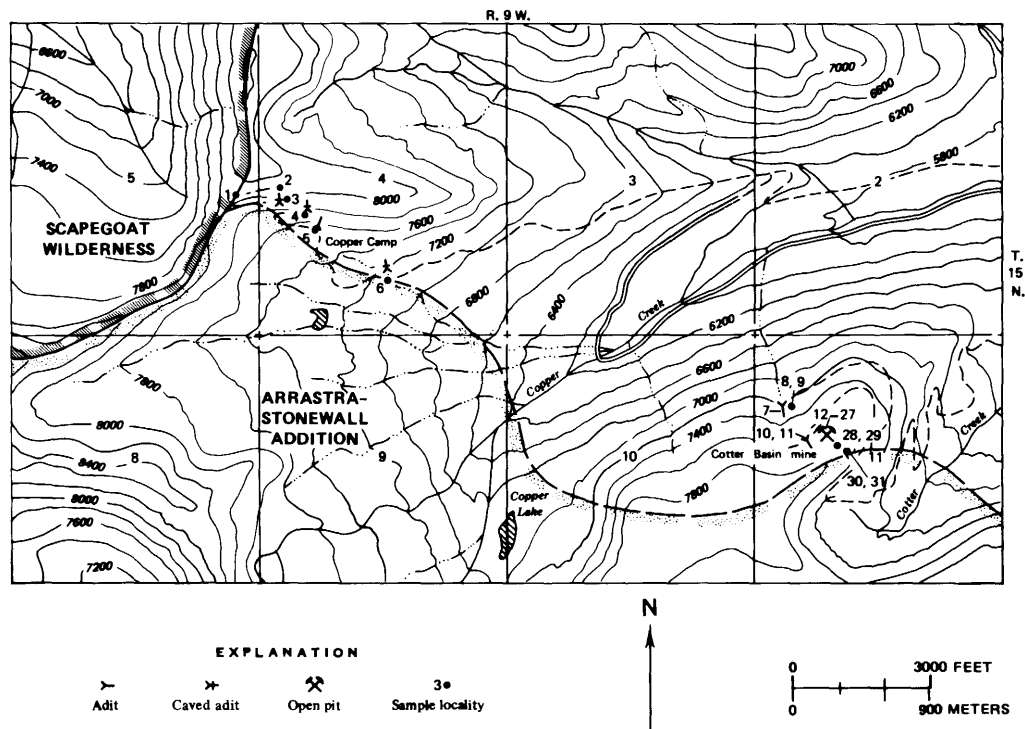 R. 9 W.
6600
7000
7400
5
7000
6600
6200
5800
4
3
2
8000
7600
7200
6800
6400
6200
1
2
3
4
5
6
Copper Camp
SCAPEGOAT
WILDERNESS
7800
T.
15
N.
Creek
Copper
7800
8000
8
8400
8000
7600
7200
ARRASTRA-
STONEWALL
ADDITION
9
Copper
Lake
6600
7000
7400
10
7800
8, 9
7
12-27
10, 11
28, 29
Cotter Basin mine
11
30, 31
Creek
Cotter
N
EXPLANATION
Adit
Caved adit
Open pit
3
Sample locality
0 3000 FEET
0 900 METERS